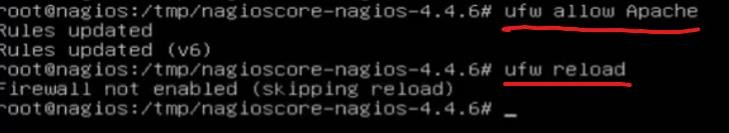 root@nagios:/tmp/nagioscore-nagios-4.4.6# ufw allow Apache
Rules updated
Rules updated (v6)
root@nagios:/tmp/nagioscore-nagios-4.4.6# ufw reload
Firewall not enabled (skipping reload)
root@nagios:/tmp/nagioscore-nagios-4.4.6# _